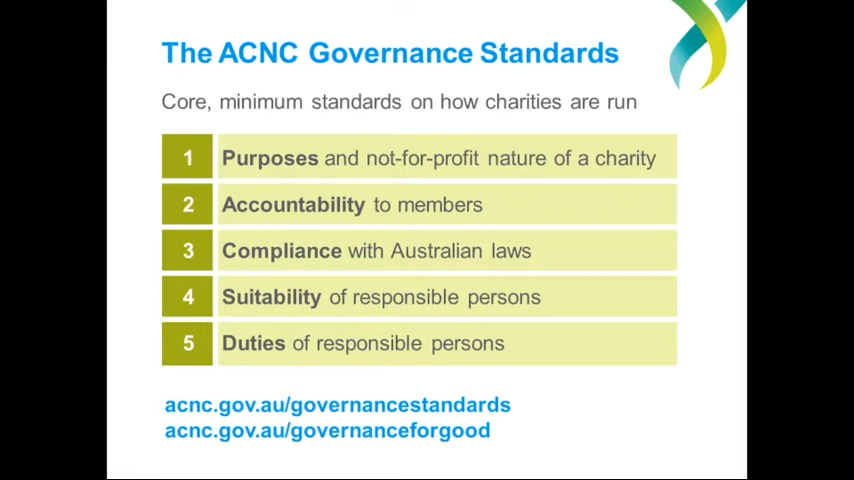 The ACNC Governance Standards
Core, minimum standards on how charities are run
1 Purposes and not-for-profit nature of a charity
2 Accountability to members
3 Compliance with Australian laws
4 Suitability of responsible persons
5 Duties of responsible persons
acnc.gov.au/governancestandards
acnc.gov.au/governanceforgood